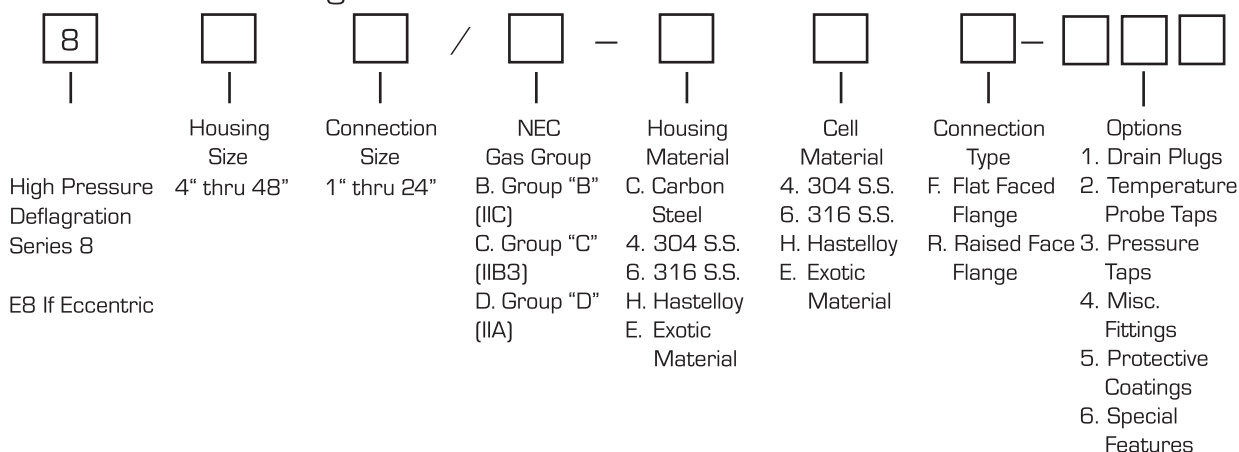 8 / – –
High Pressure
Deflagration
Series 8
E8 If Eccentric
Housing
Size
4“ thru 48”
Connection
Size
1“ thru 24”
NEC
Gas Group
B. Group “B”
(IIC)
C. Group “C”
(IIB3)
D. Group “D”
(IIA)
Housing
Material
C. Carbon
Steel
4. 304 S.S.
6. 316 S.S.
H. Hastelloy
E. Exotic
Material
Cell
Material
4. 304 S.S.
6. 316 S.S.
H. Hastelloy
E. Exotic
Material
Connection
Type
F. Flat Faced
Flange
R. Raised Face
Flange
Options
1. Drain Plugs
2. Temperature
Probe Taps
3. Pressure
Taps
4. Misc.
Fittings
5. Protective
Coatings
6. Special
Features